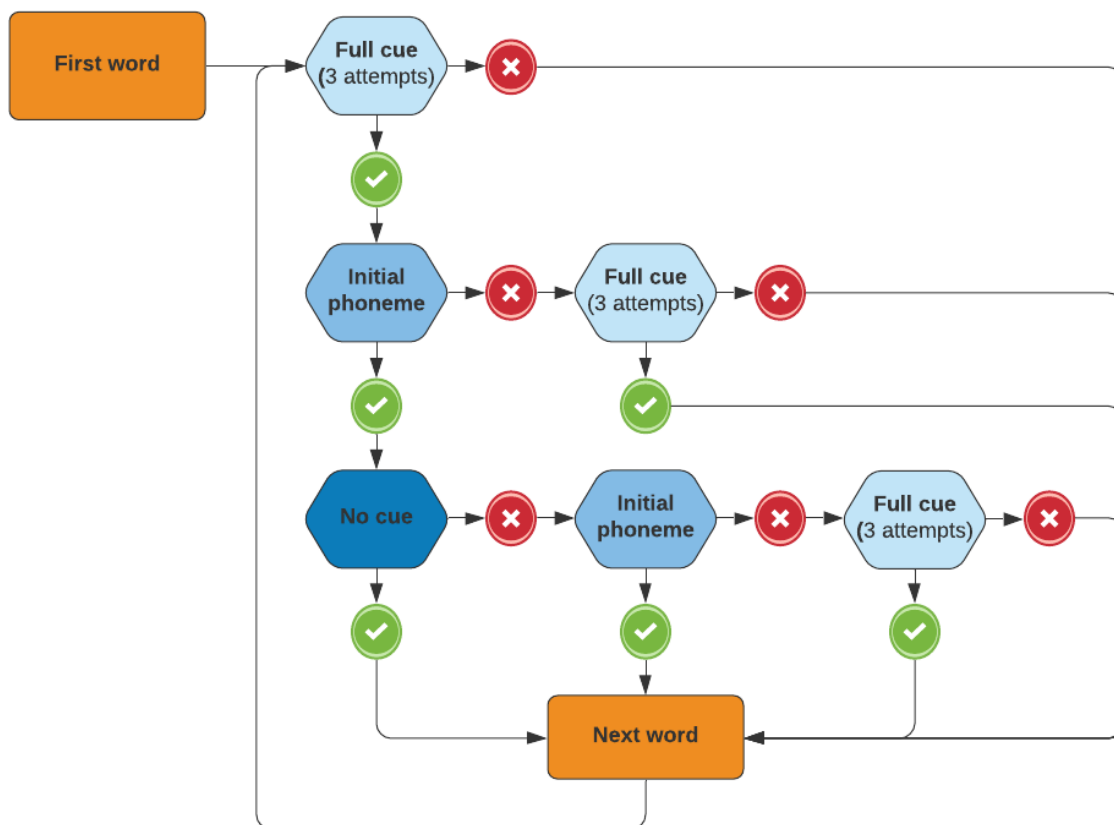 First word
Full cue
(3 attempts)
Initial
phoneme
Full cue
(3 attempts)
No cue
Initial
phoneme
Full cue
(3 attempts)
Next word